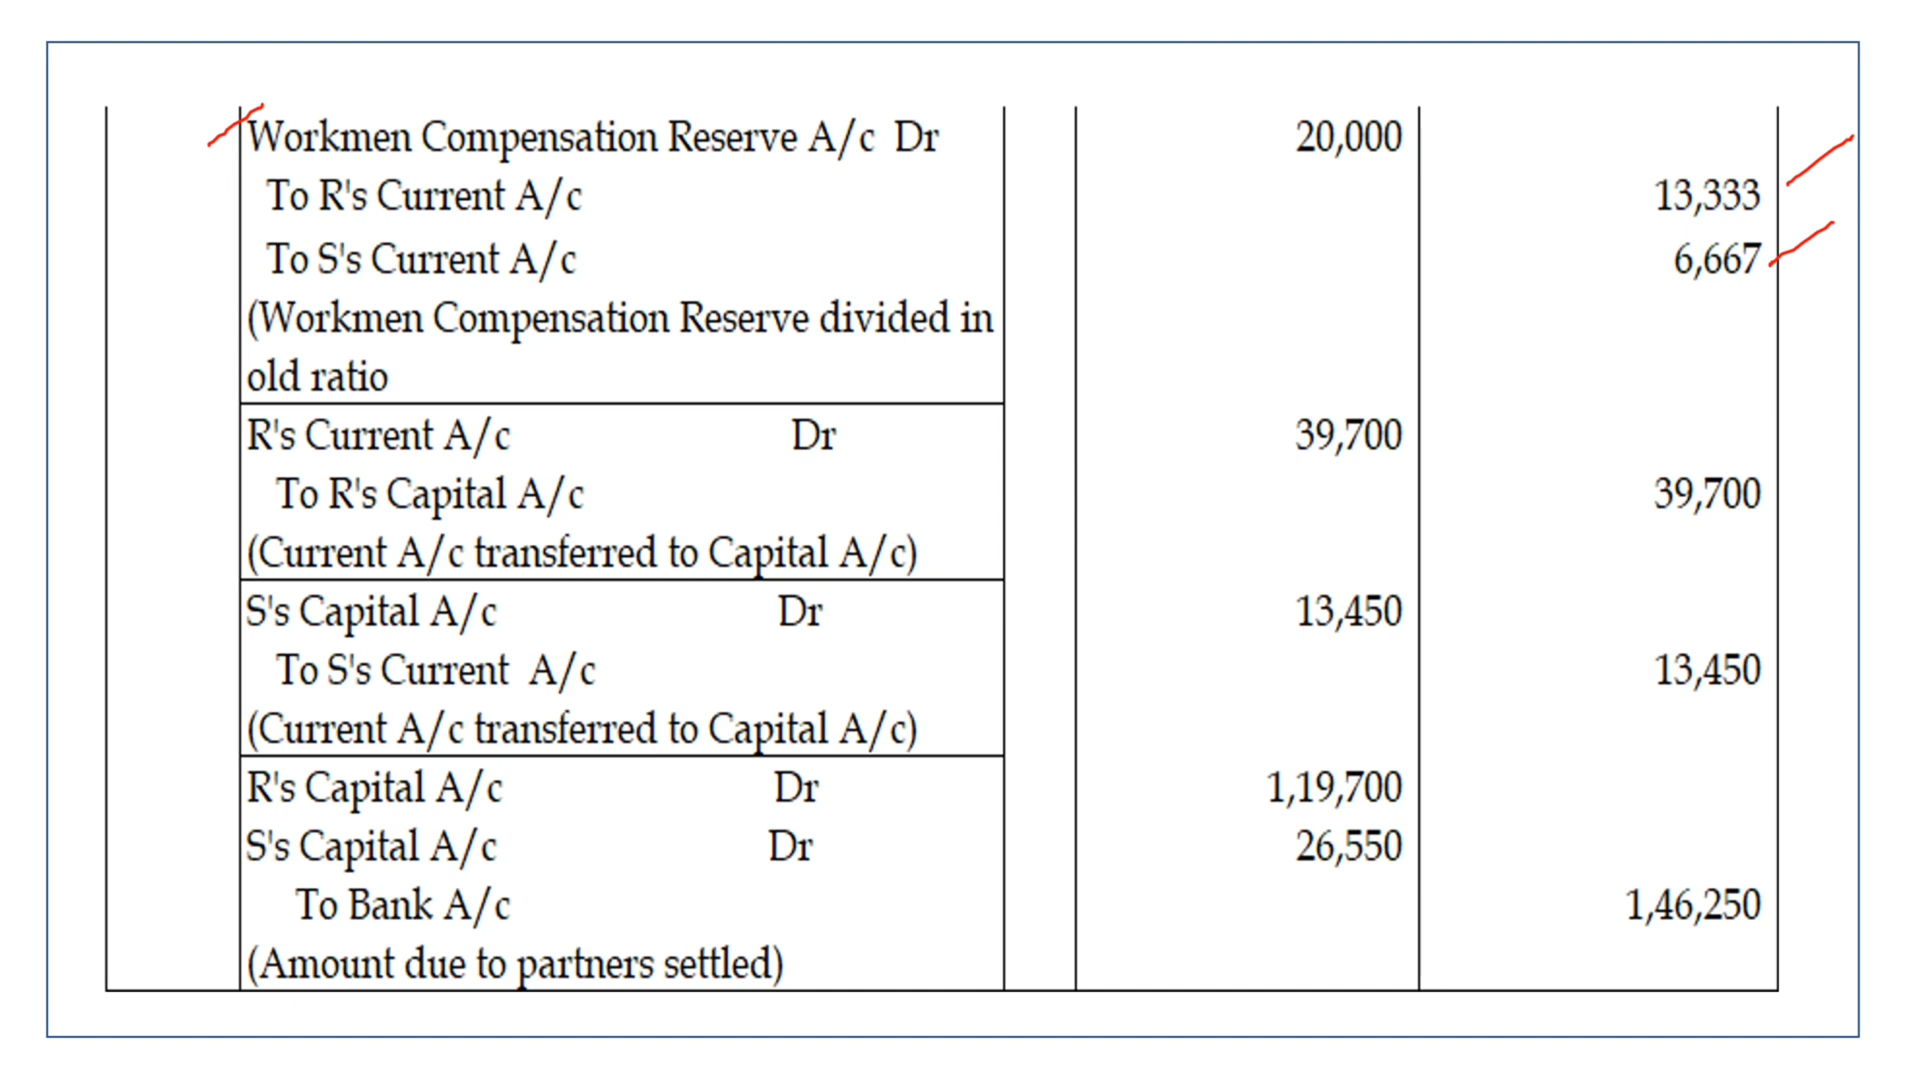 Workmen Compensation Reserve A/c Dr 20,000
To R's Current A/c 13,333
To S's Current A/c 6,667
(Workmen Compensation Reserve divided in
old ratio
R's Current A/c Dr 39,700
To R's Capital A/c 39,700
(Current A/c transferred to Capital A/c)
S's Capital A/c Dr 13,450
To S's Current A/c 13,450
(Current A/c transferred to Capital A/c)
R's Capital A/c Dr 1,19,700
S's Capital A/c Dr 26,550
To Bank A/c 1,46,250
(Amount due to partners settled)